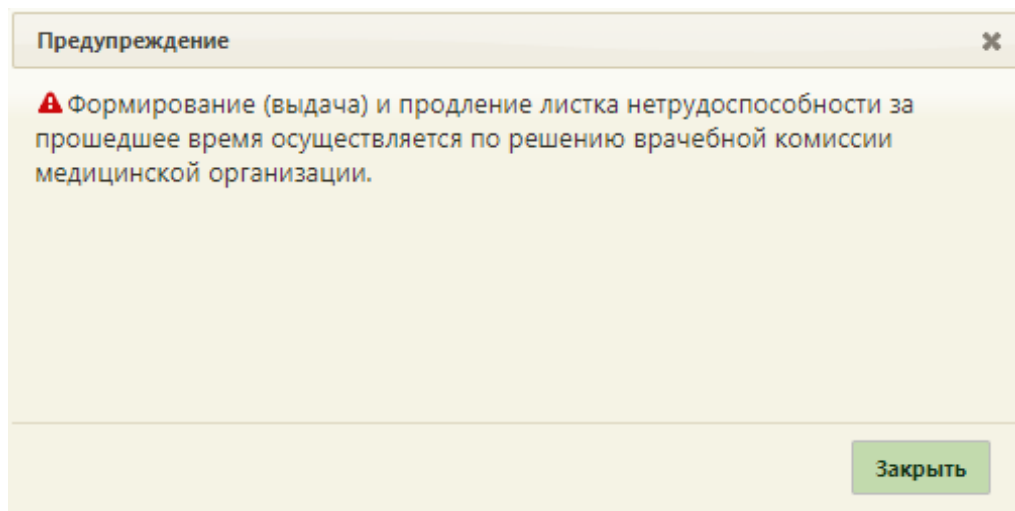 Предупреждение
Формирование (выдача) и продление листка нетрудоспособности за
прошедшее время осуществляется по решению врачебной комиссии
медицинской организации.
Закрыть